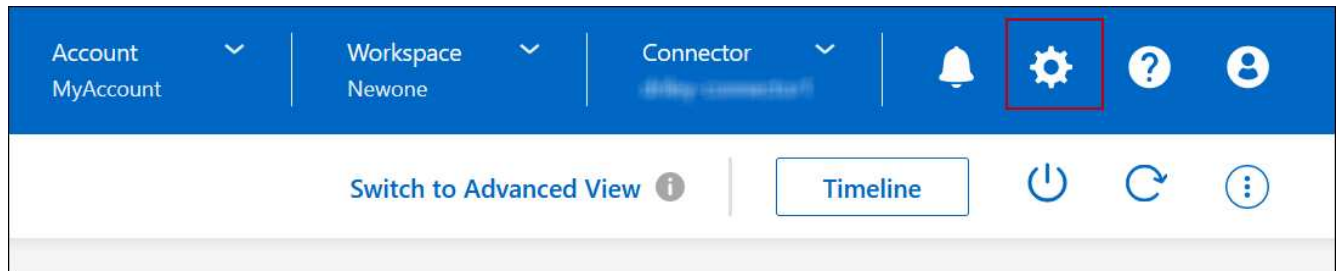 Account
MyAccount
Workspace
Newone
Connector
Switch to Advanced View
Timeline